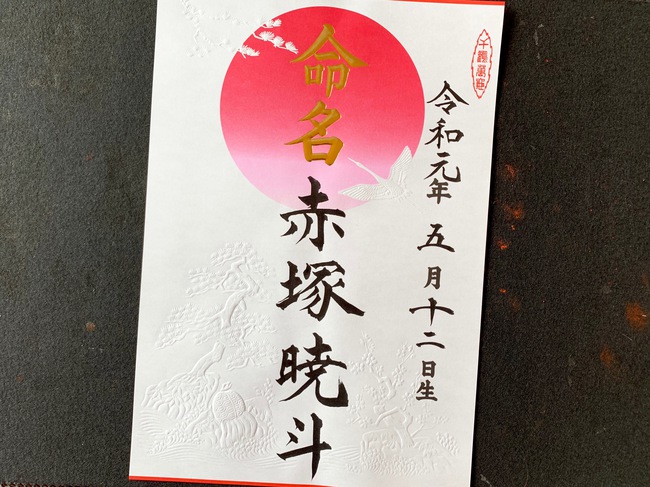 令和元年 五月十二日生
命名
赤塚暁斗